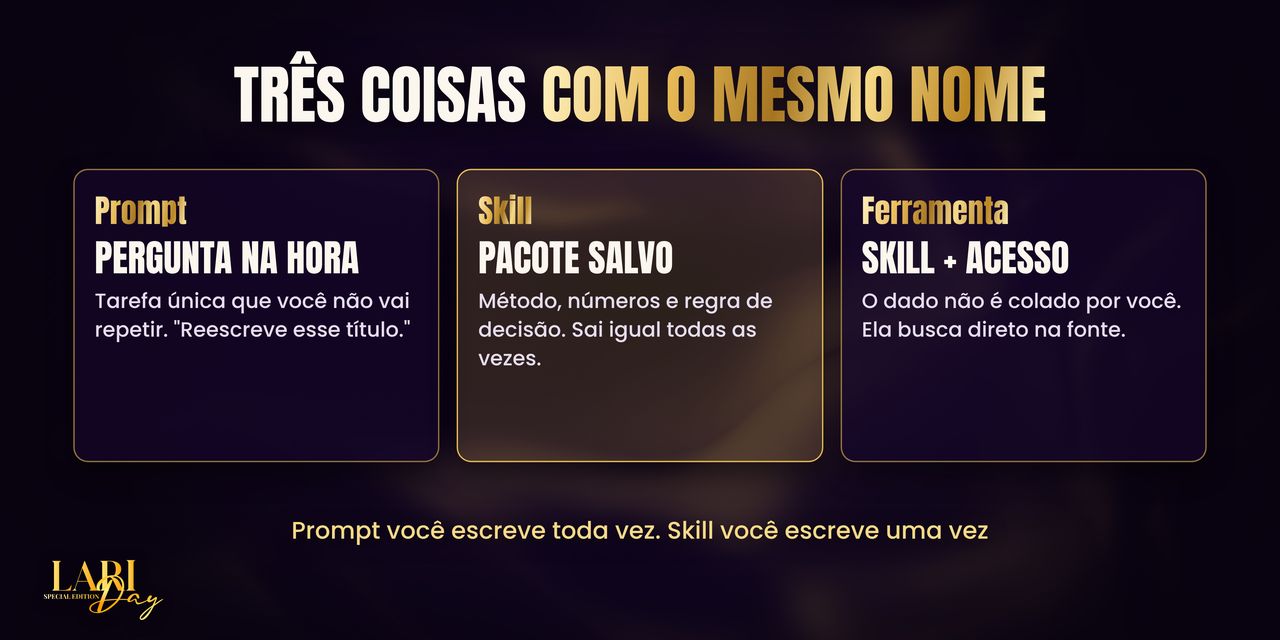 TRÊS COISAS COM O MESMO NOME
Prompt
PERGUNTA NA HORA
Tarefa única que você não vai
repetir. "Reescreve esse título."
Skill
PACOTE SALVO
Método, números e regra de
decisão. Sai igual todas as
vezes.
Ferramenta
SKILL + ACESSO
O dado não é colado por você.
Ela busca direto na fonte.
Prompt você escreve toda vez. Skill você escreve uma vez
LABI
SPECIAL EDITION
Day